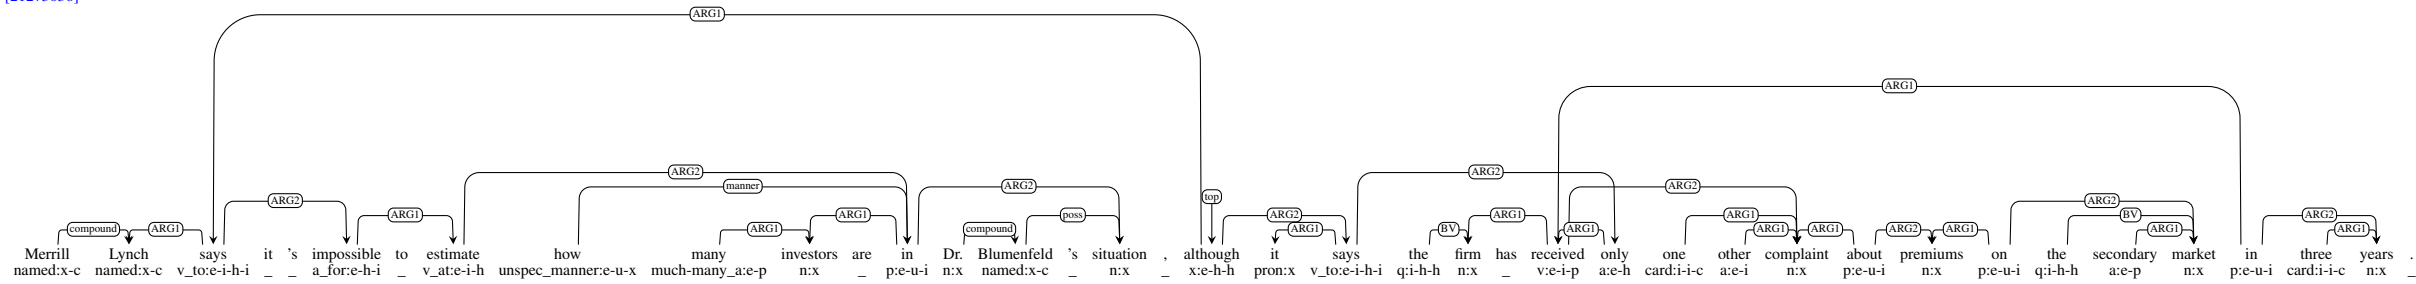 ARG1
ARG1
ARG2 ARG2
manner ARG2 ARG2
ARG2 top ARG2
ARG1 poss ARG2 ARG1 ARG1 BV ARG2
compound ARG1 ARG1 compound ARG1 BV ARG1 ARG1 ARG1 ARG2 ARG1 ARG1 ARG1
Merrill Lynch says it 's impossible to estimate how many investors are in Dr. Blumenfeld 's situation , although it says the firm has received only one other complaint about premiums on the secondary market in three years .
named:x-c named:x-c v_to:e-i-h-i _ _ a_for:e-h-i _ v_at:e-i-h unspec_manner:e-u-x much-many_a:e-p n:x _ p:e-u-i n:x named:x-c _ n:x _ x:e-h-h pron:x v_to:e-i-h-i q:i-h-h n:x _ v:e-i-p a:e-h card:i-i-c a:e-i n:x p:e-u-i n:x p:e-u-i q:i-h-h a:e-p n:x p:e-u-i card:i-i-c n:x _